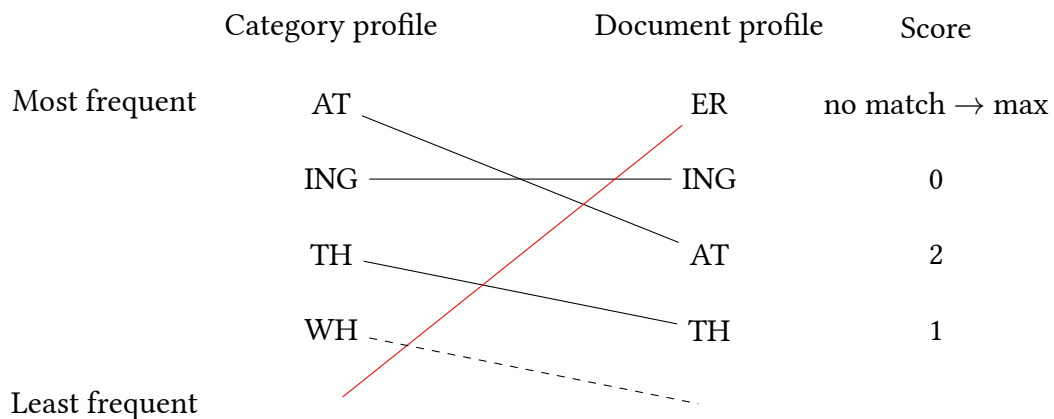 Category profile Document profile Score
Most frequent AT ER no match → max
ING ING 0
TH AT 2
WH TH 1
Least frequent